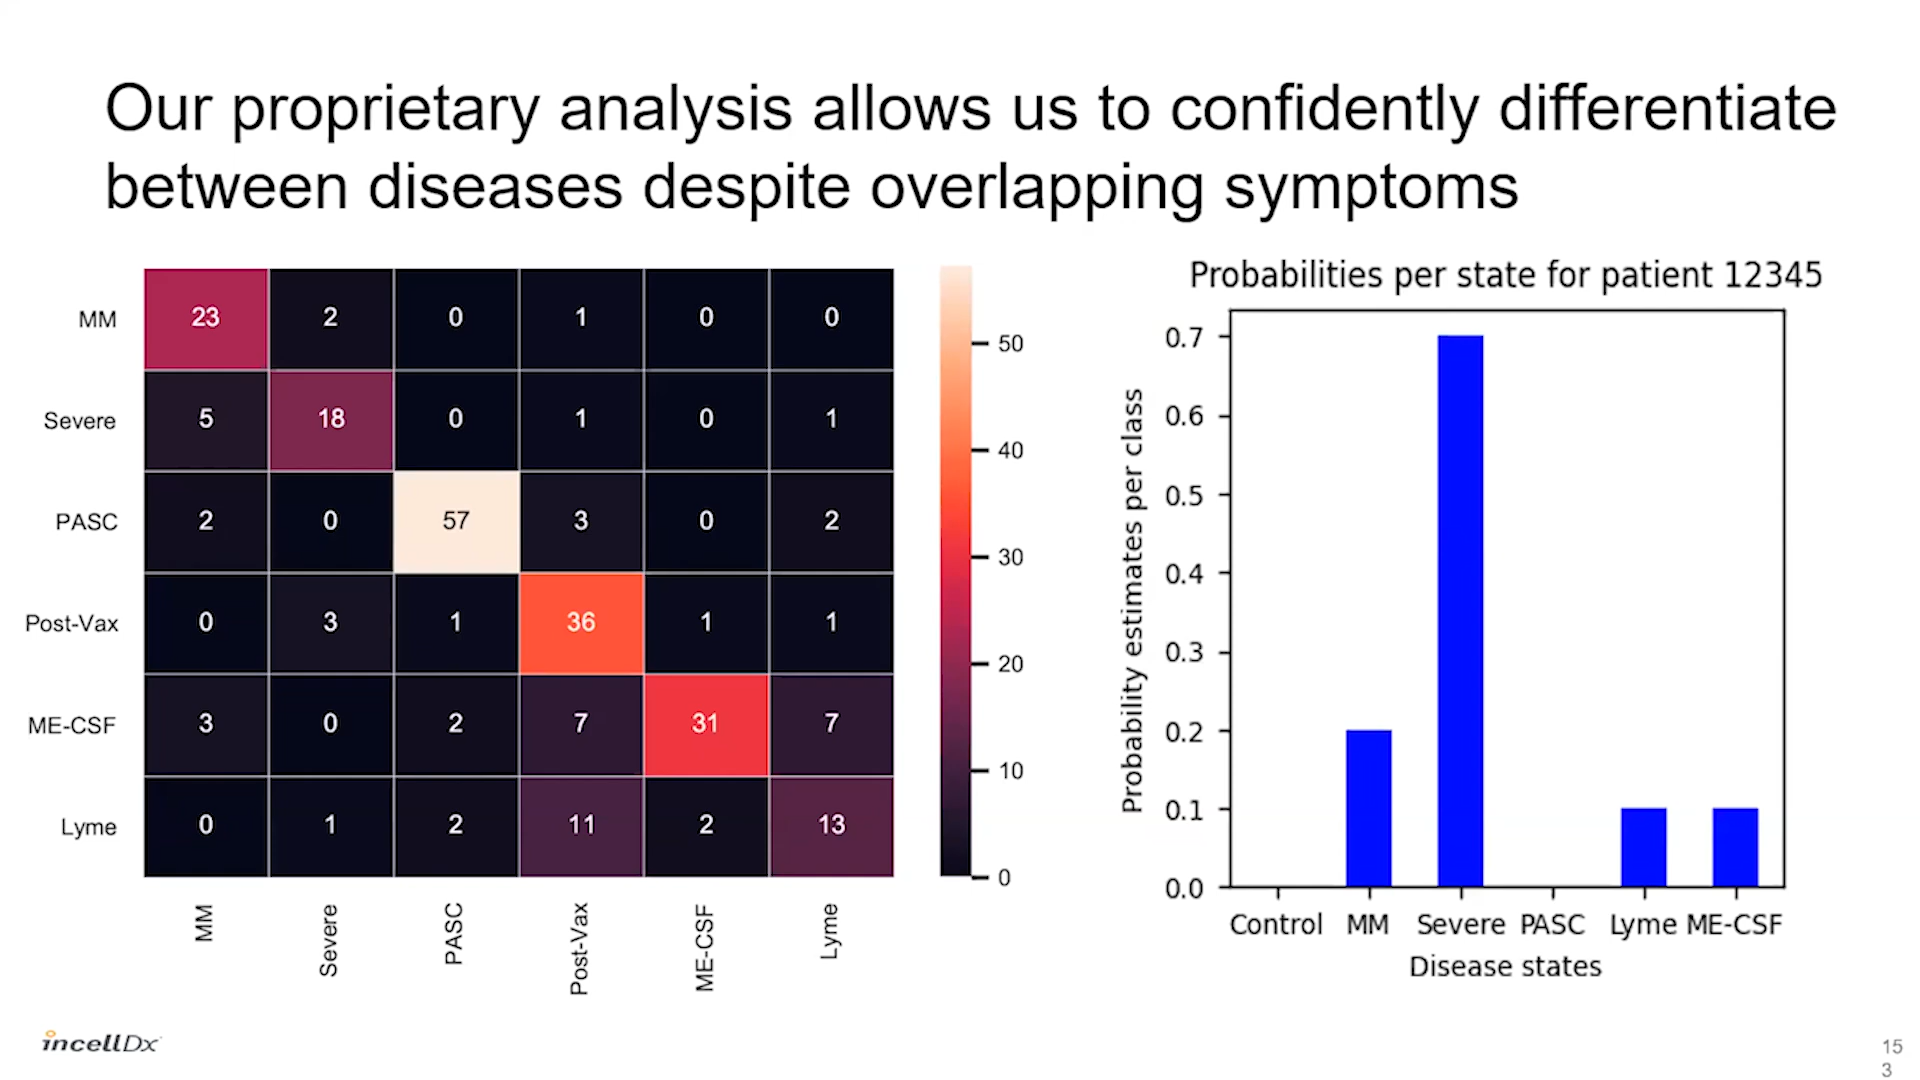 Our proprietary analysis allows us to confidently differentiate
between diseases despite overlapping symptoms
MM 23 2 0 1 0 0
Severe 5 18 0 1 0 1
PASC 2 0 57 3 0 2
Post-Vax 0 3 1 36 1 1
ME-CSF 3 0 2 7 31 7
Lyme 0 1 2 11 2 13
MM Severe PASC Post-Vax ME-CSF Lyme
50
40
30
20
10
0
Probabilities per state for patient 12345
Probability estimates per class
0.7
0.6
0.5
0.4
0.3
0.2
0.1
0.0
Control MM Severe PASC Lyme ME-CSF
Disease states
incellDx
15
3